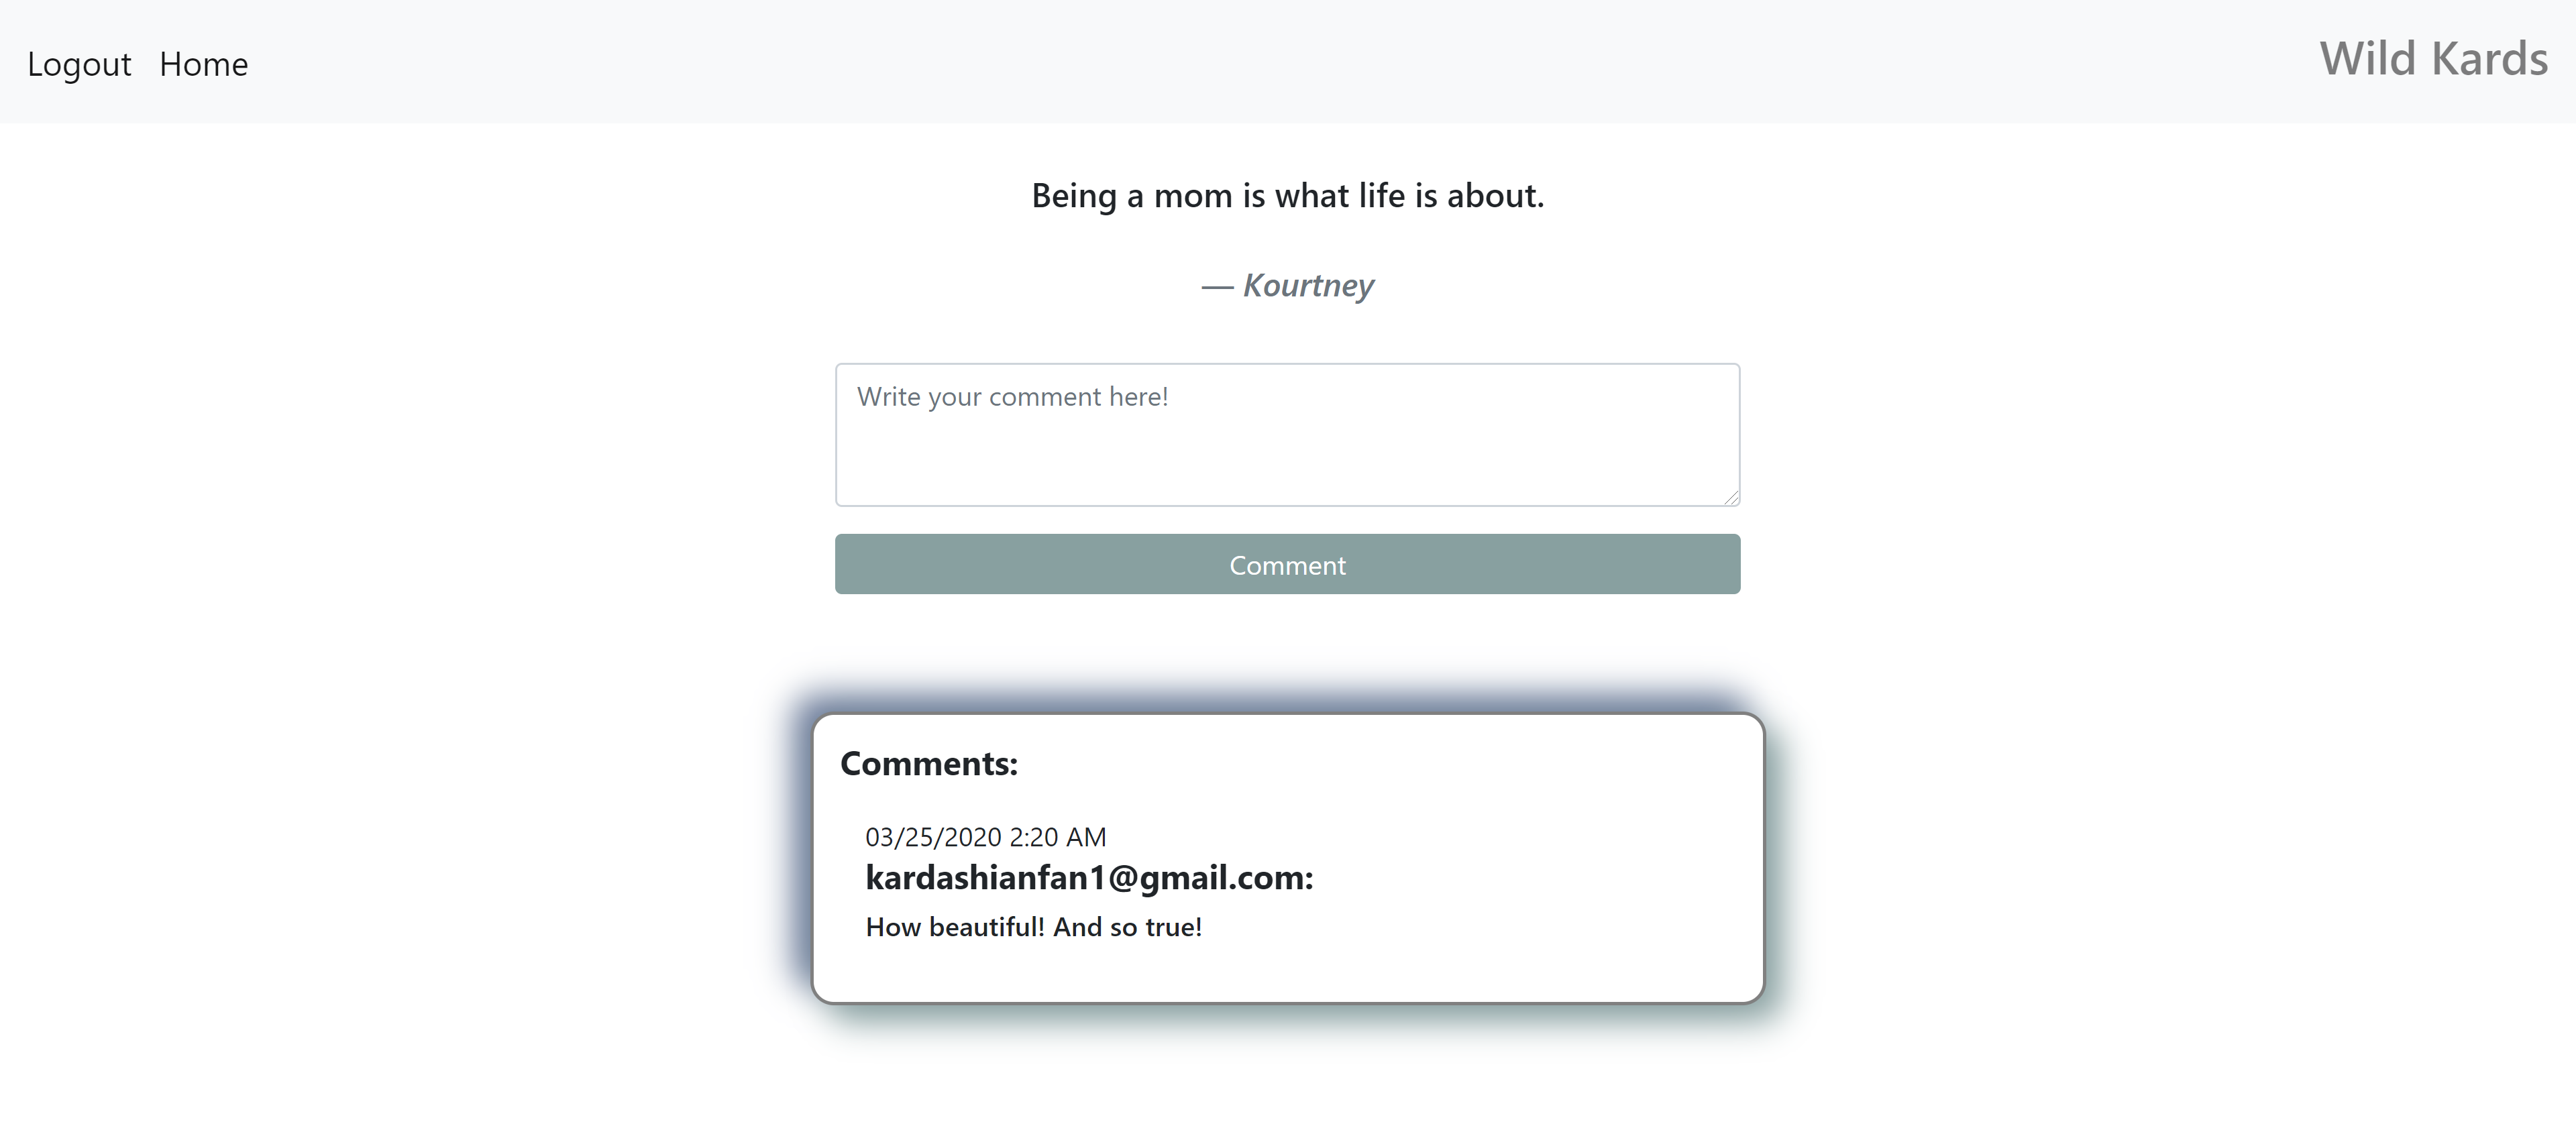 Logout Home
Wild Kards
Being a mom is what life is about.
— Kourtney
Write your comment here!
Comment
Comments:
03/25/2020 2:20 AM
kardashianfan1@gmail.com:
How beautiful! And so true!